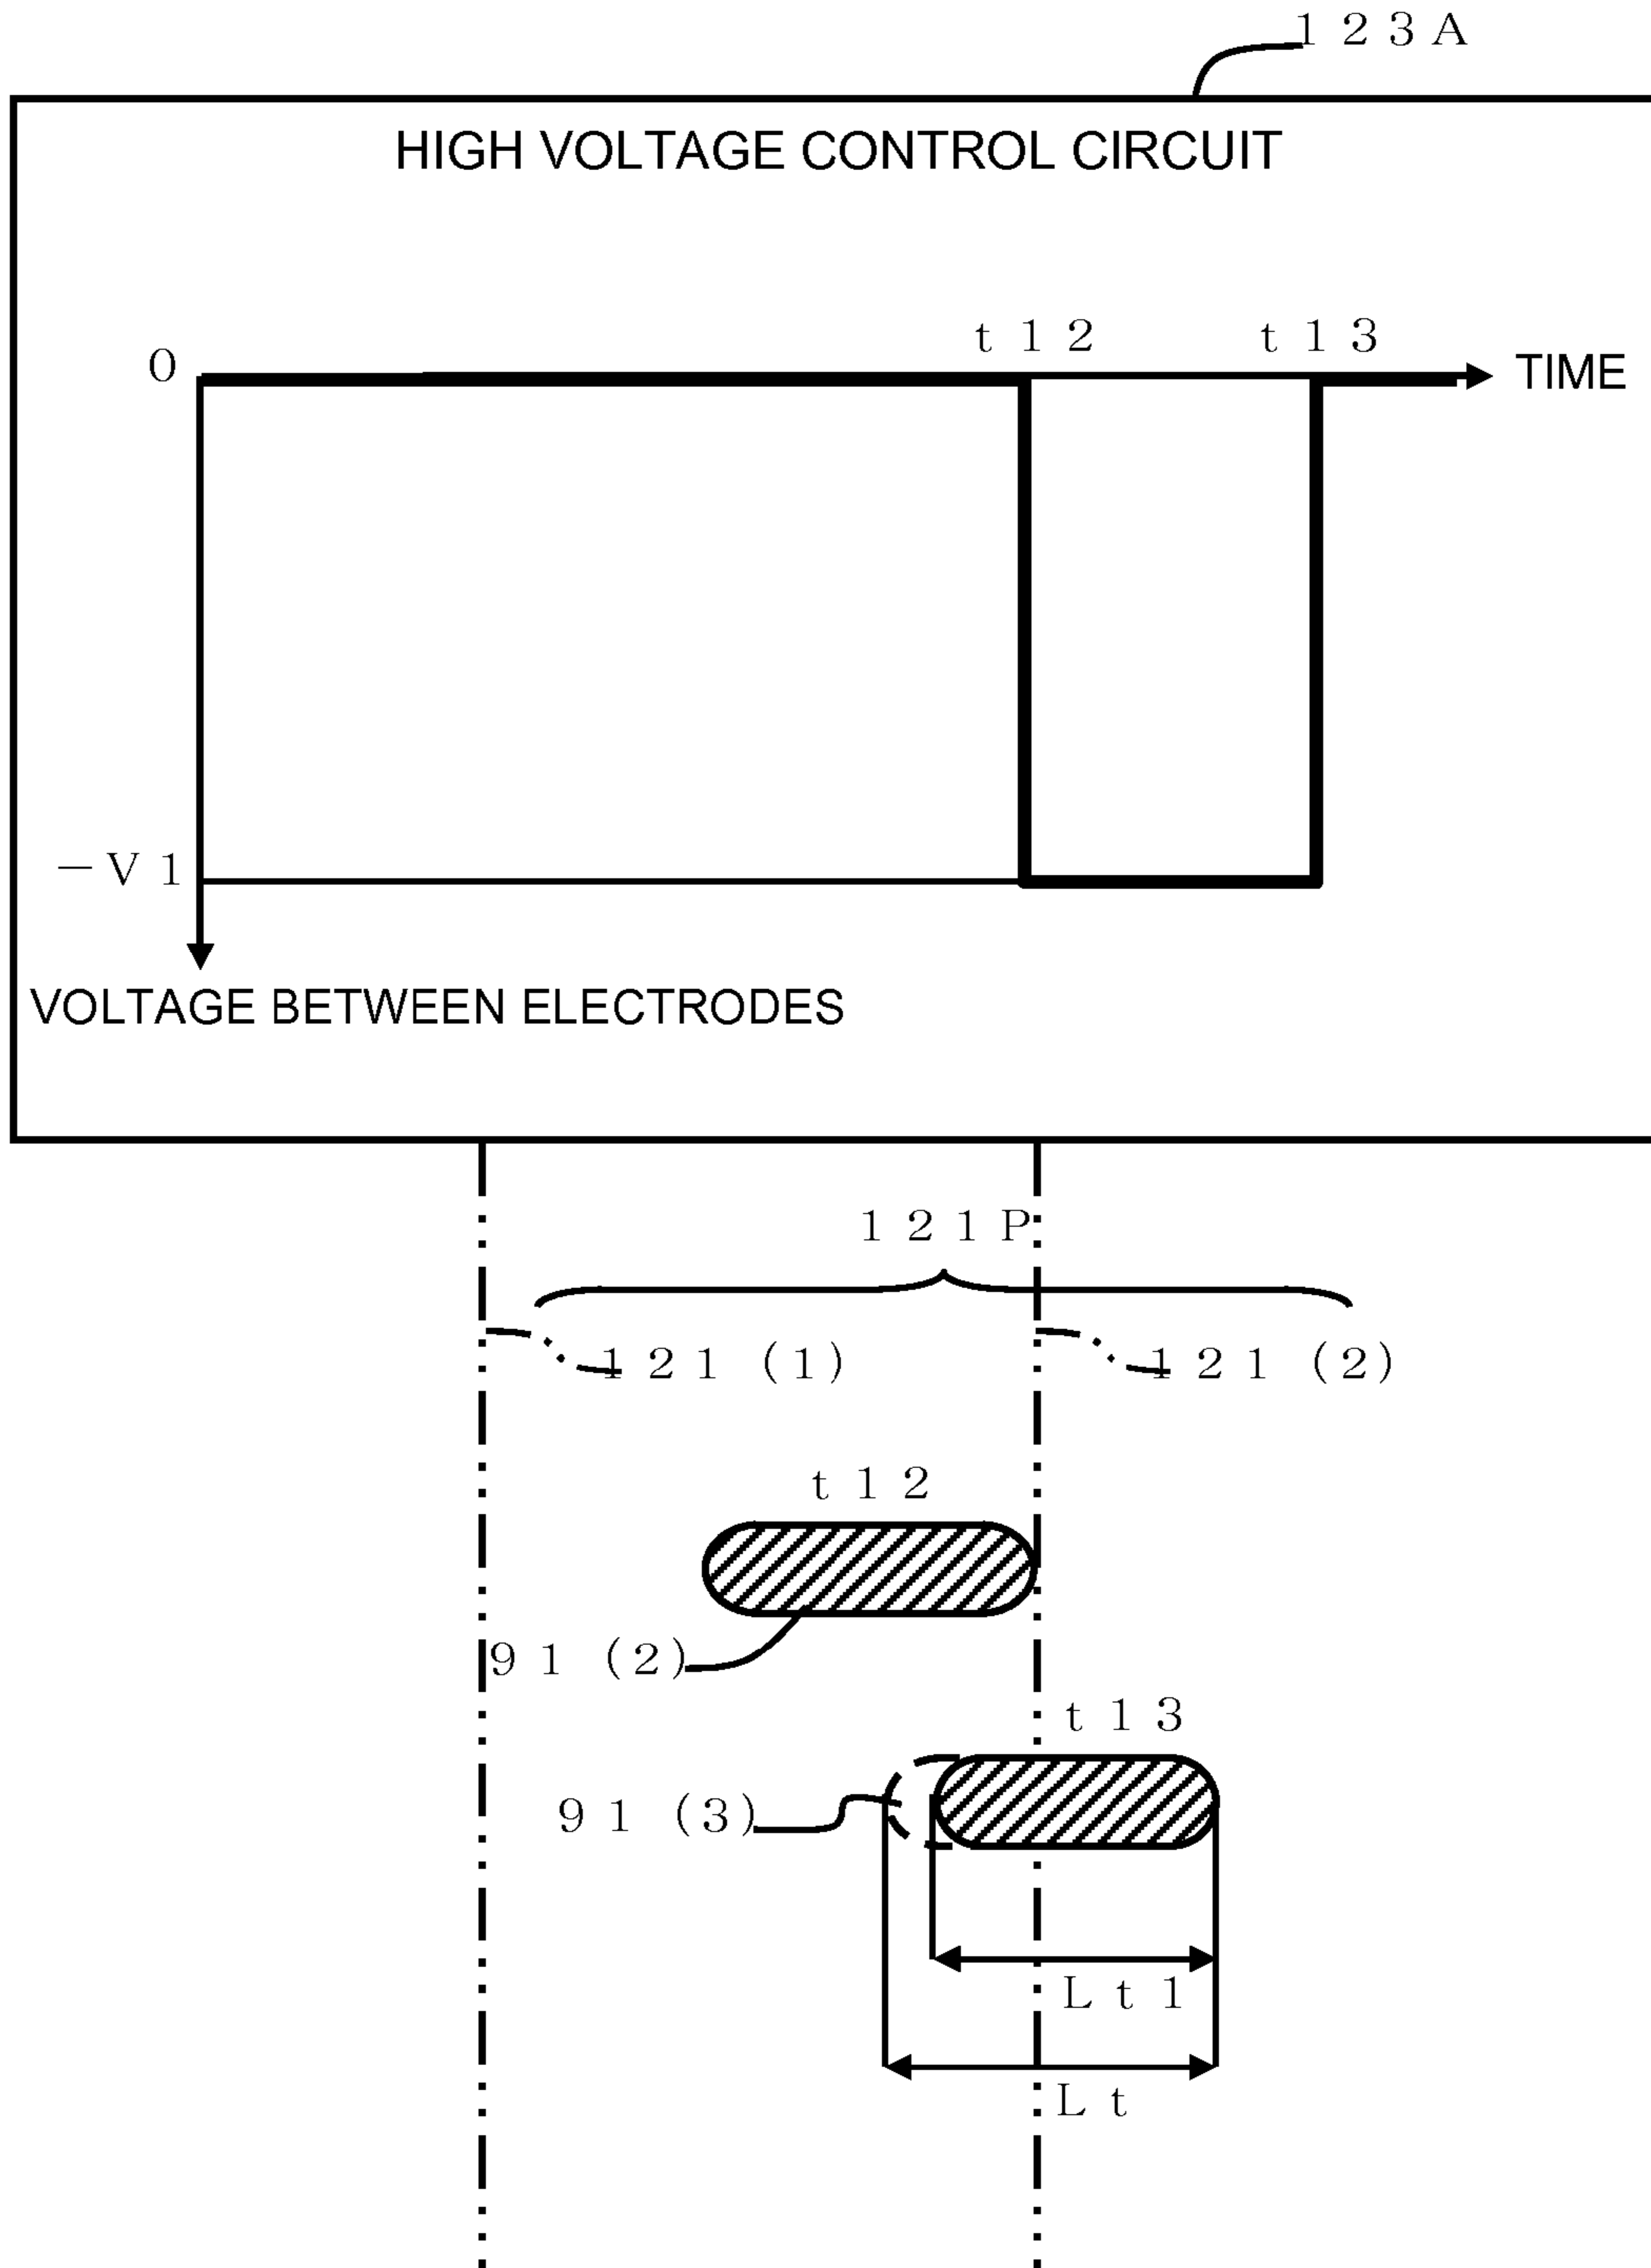 123A
HIGH VOLTAGE CONTROL CIRCUIT
t12 t13
0 TIME
−V1
VOLTAGE BETWEEN ELECTRODES
121P
121(1) 121(2)
t12
91(2)
t13
91(3)
Lt1
Lt